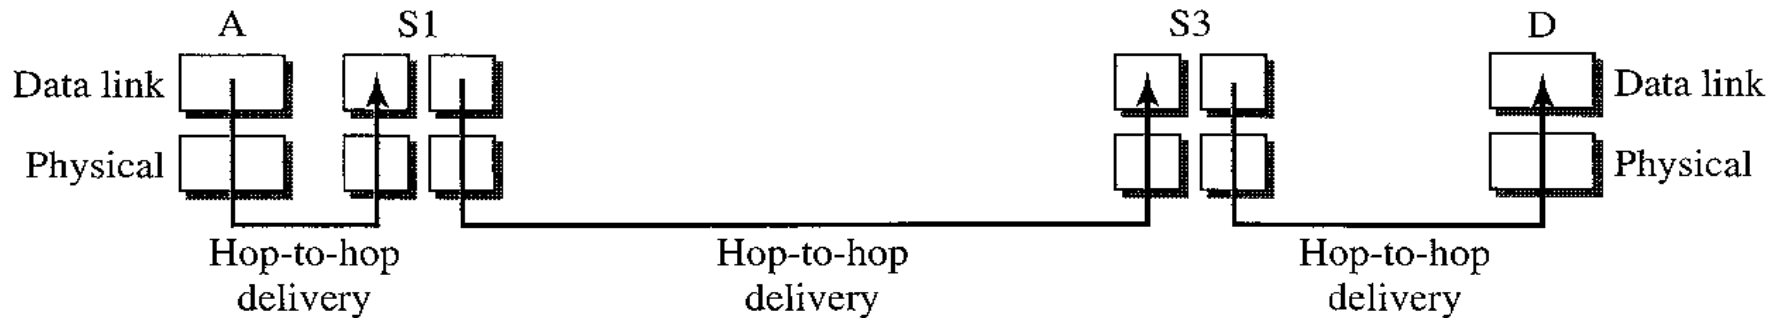 A S1 S3 D
Data link Data link
Physical Physical
Hop-to-hop Hop-to-hop Hop-to-hop
delivery delivery delivery